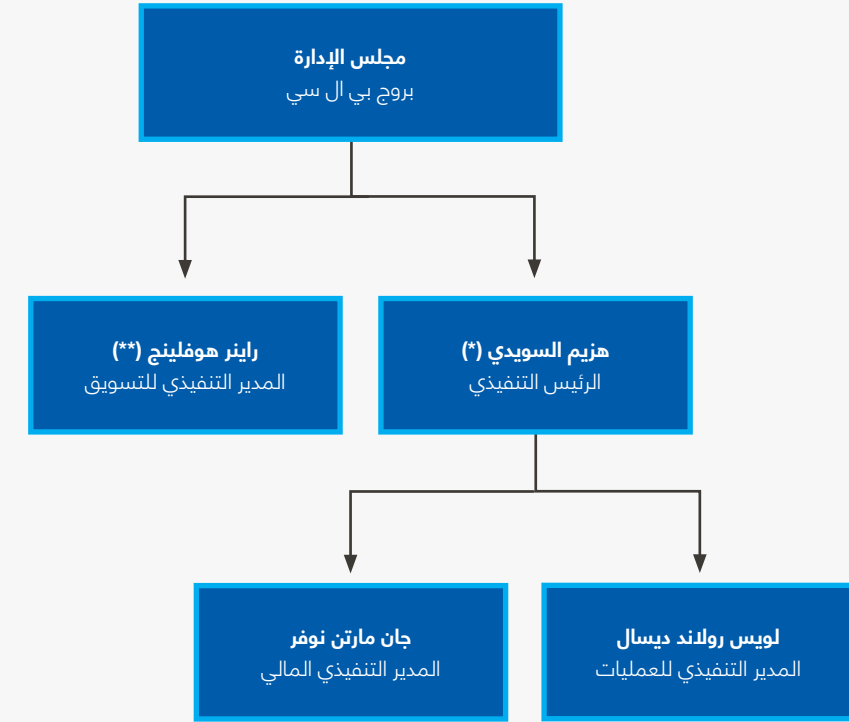 مجلس الإدارة
بروج بي ال سي
هزيم السويدي (*)
الرئيس التنفيذي
راينر هوفلينج (**)
المدير التنفيذي للتسويق
لويس رولاند ديسال
المدير التنفيذي للعمليات
جان مارتن نوفر
المدير التنفيذي المالي